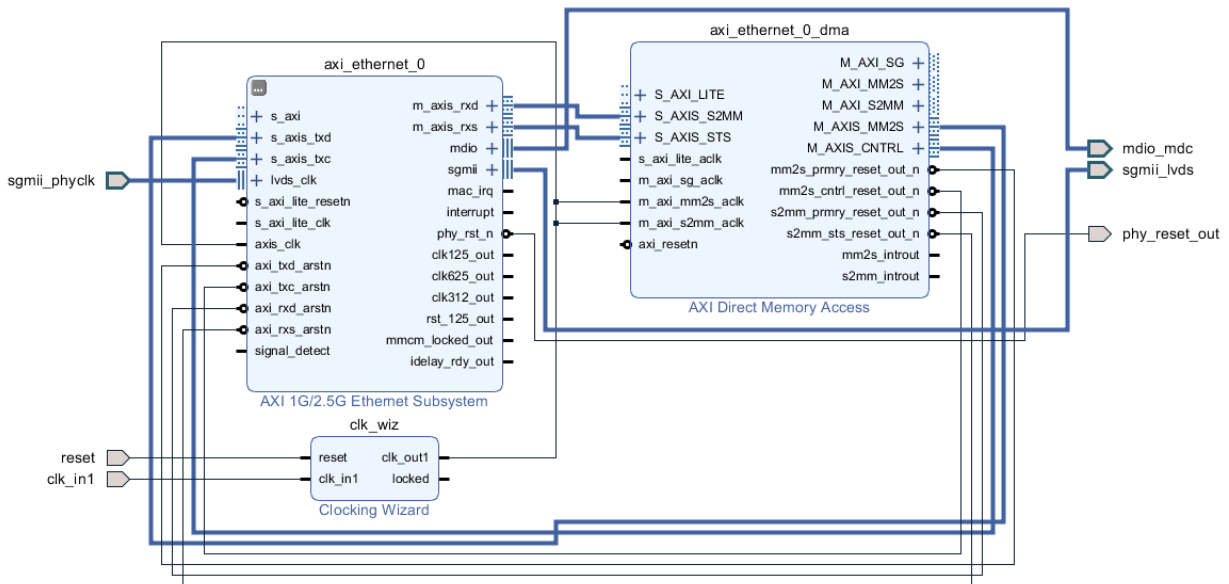 axi_ethernet_0_dma
axi_ethernet_0
...
s_axi
s_axis_txd
s_axis_txc
lvds_clk
s_axi_lite_resetn
s_axi_lite_clk
axis_clk
axi_txd_arstn
axi_txc_arstn
axi_rxd_arstn
axi_rxs_arstn
signal_detect
m_axis_rxd
m_axis_rxs
mdio
sgmii
mac_irq
interrupt
phy_rst_n
clk125_out
clk625_out
clk312_out
rst_125_out
mmcm_locked_out
idelay_rdy_out
AXI 1G/2.5G Ethernet Subsystem
S_AXI_LITE
S_AXIS_S2MM
S_AXIS_STS
s_axi_lite_aclk
m_axi_sg_aclk
m_axi_mm2s_aclk
m_axi_s2mm_aclk
axi_resetn
M_AXI_SG
M_AXI_MM2S
M_AXI_S2MM
M_AXIS_MM2S
M_AXIS_CNTRL
mm2s_prmry_reset_out_n
mm2s_cntrl_reset_out_n
s2mm_prmry_reset_out_n
s2mm_sts_reset_out_n
mm2s_introut
s2mm_introut
AXI Direct Memory Access
sgmii_phyclk
mdio_mdc
sgmii_lvds
phy_reset_out
clk_wiz
reset
clk_in1
reset
clk_in1
clk_out1
locked
Clocking Wizard